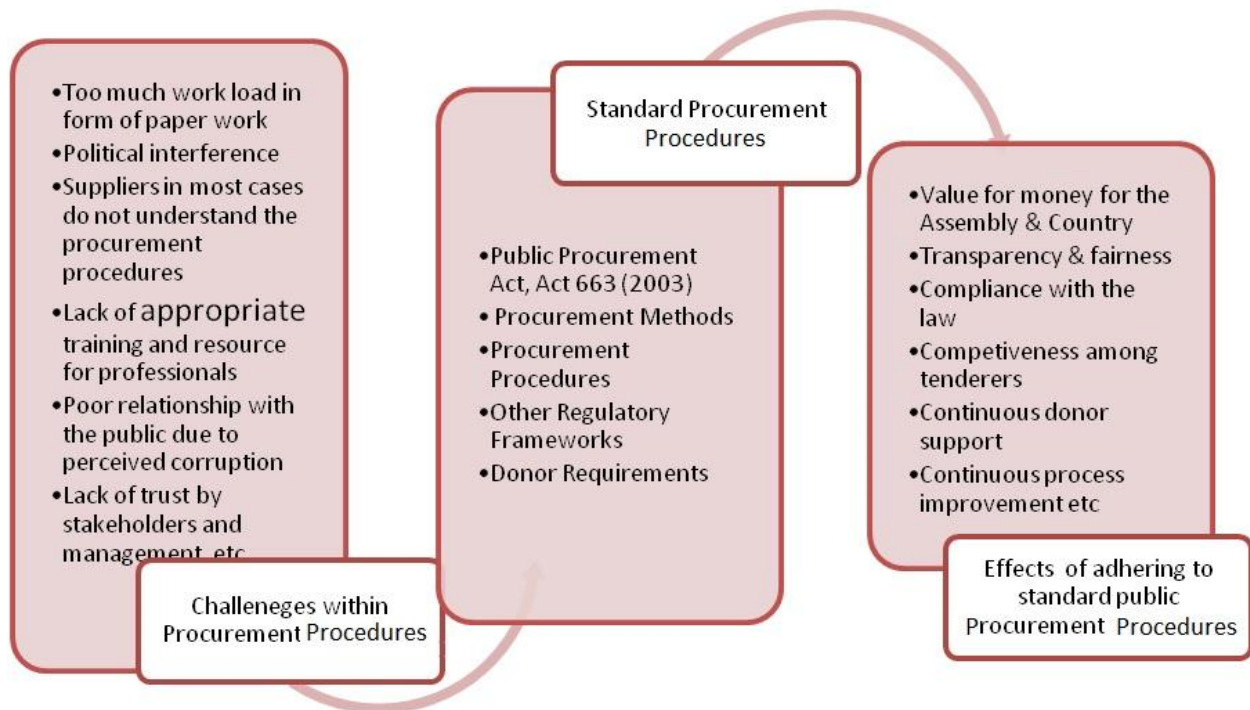 •Too much work load in
form of paper work
•Political interference
•Suppliers in most cases
do not understand the
procurement
procedures
•Lack of appropriate
training and resource
for professionals
•Poor relationship with
the public due to
perceived corruption
•Lack of trust by
stakeholders and
management, etc
Challeneges within
Procurement Procedures
Standard Procurement
Procedures
•Public Procurement
Act, Act 663 (2003)
• Procurement Methods
•Procurement
Procedures
•Other Regulatory
Frameworks
•Donor Requirements
•Value for money for the
Assembly & Country
•Transparency & fairness
•Compliance with the
law
•Competiveness among
tenderers
•Continuous donor
support
•Continuous process
improvement etc
Effects of adhering to
standard public
Procurement Procedures